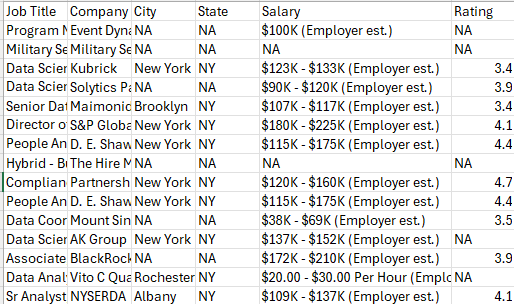 Job Title Company City State Salary Rating
Program Event Dyna NA NA $100K (Employer est.) NA
Military Se Military Se NA NA NA NA
Data Scien Kubrick New York NY $123K - $133K (Employer est.) 3.4
Data Scien Solytics Pa NA NA $90K - $120K (Employer est.) 3.9
Senior Dat Maimonid Brooklyn NY $107K - $117K (Employer est.) 3.4
Director o S&P Globa New York NY $180K - $225K (Employer est.) 4.1
People An D. E. Shaw New York NY $115K - $175K (Employer est.) 4.4
Hybrid - Bu The Hire M NA NA NA NA
Complian Partnersh New York NY $120K - $160K (Employer est.) 4.7
People An D. E. Shaw New York NY $115K - $175K (Employer est.) 4.4
Data Coor Mount Sin NA NA $38K - $69K (Employer est.) 3.5
Data Scien AK Group New York NY $137K - $152K (Employer est.) NA
Associate BlackRock NA NA $172K - $210K (Employer est.) 3.9
Data Anal Vito C Qua Rochester NY $20.00 - $30.00 Per Hour (Emplo NA
Sr Analyst NYSERDA Albany NY $109K - $137K (Employer est.) 4.1